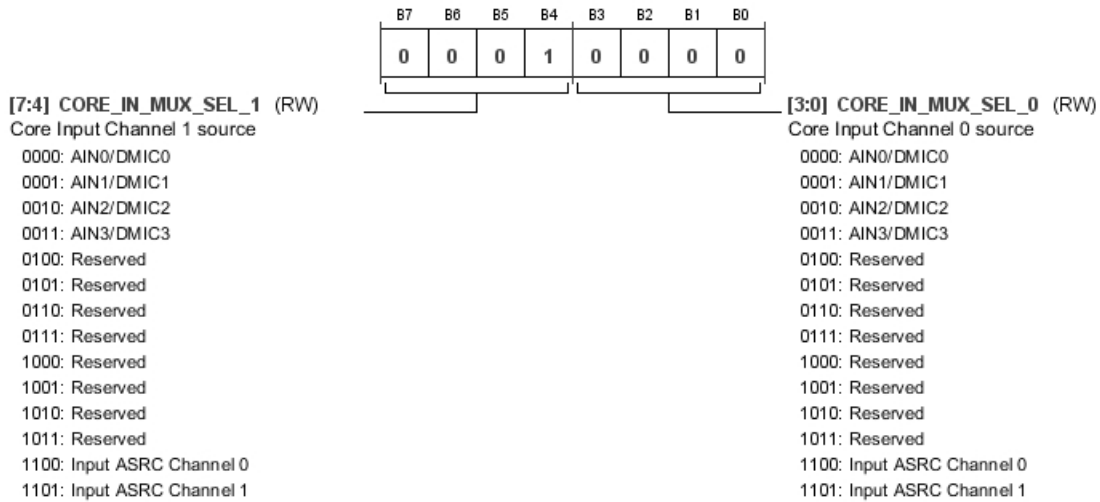 B7 B6 B5 B4 B3 B2 B1 B0
0 0 0 1 0 0 0 0
[7:4] CORE_IN_MUX_SEL_1 (RW)
Core Input Channel 1 source
0000: AIN0/DMIC0
0001: AIN1/DMIC1
0010: AIN2/DMIC2
0011: AIN3/DMIC3
0100: Reserved
0101: Reserved
0110: Reserved
0111: Reserved
1000: Reserved
1001: Reserved
1010: Reserved
1011: Reserved
1100: Input ASRC Channel 0
1101: Input ASRC Channel 1
[3:0] CORE_IN_MUX_SEL_0 (RW)
Core Input Channel 0 source
0000: AIN0/DMIC0
0001: AIN1/DMIC1
0010: AIN2/DMIC2
0011: AIN3/DMIC3
0100: Reserved
0101: Reserved
0110: Reserved
0111: Reserved
1000: Reserved
1001: Reserved
1010: Reserved
1011: Reserved
1100: Input ASRC Channel 0
1101: Input ASRC Channel 1